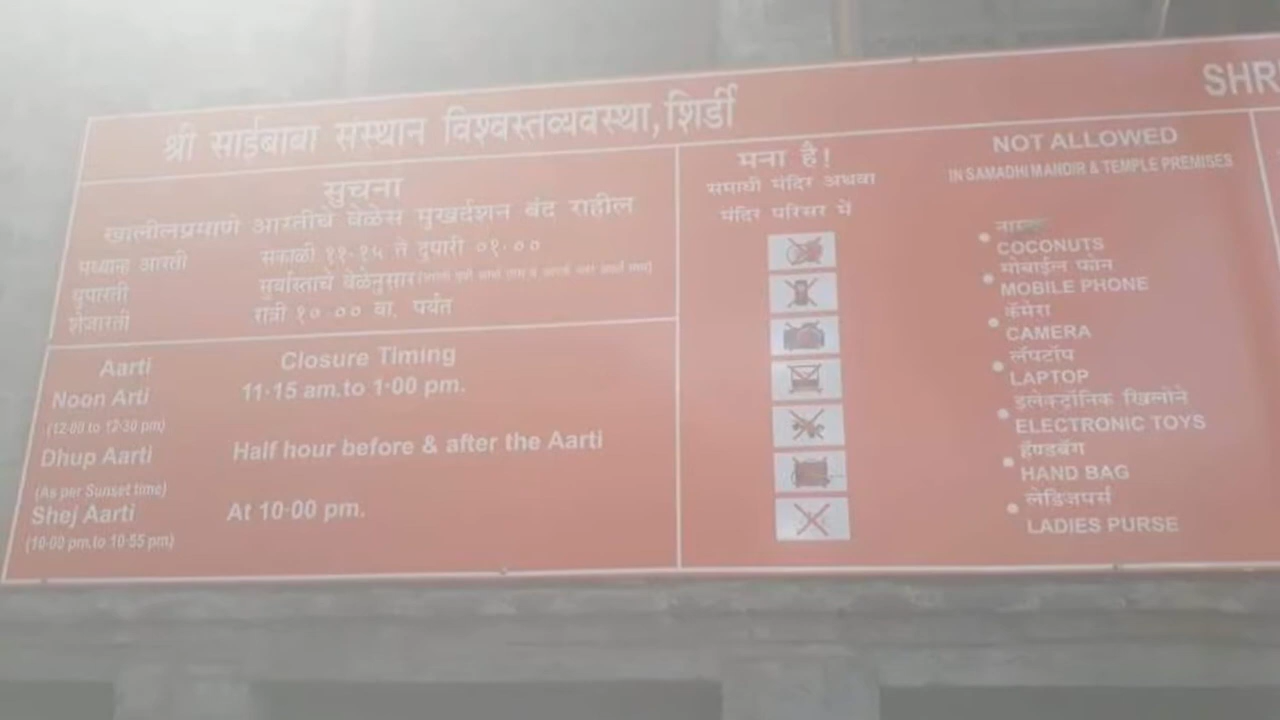 श्री साईबाबा संस्थान विश्वस्तव्यवस्था, शिर्डी
SHR
सुचना
खालीलप्रमाणे आरतीचे वेळेस मुखदर्शन बंद राहील
मध्यान्ह आरती सकाळी ११·१५ ते दुपारी ०१·००
धुपारती सुर्यास्ताचे वेळेनुसार
शेजारती रात्री १०·०० वा. पर्यंत
Aarti Closure Timing
Noon Arti 11·15 am.to 1·00 pm.
(12·00 to 12·30 pm)
Dhup Aarti Half hour before & after the Aarti
(As per Sunset time)
Shej Aarti At 10·00 pm.
(10·00 pm,to 10·55 pm)
मना है!
समाधी मंदिर अथवा
मंदिर परिसर में
NOT ALLOWED
IN SAMADHI MANDIR & TEMPLE PREMISES
COCONUTS
मोबाईल फोन
MOBILE PHONE
कॅमेरा
CAMERA
लॅपटॉप
LAPTOP
इलेक्ट्रॉनिक खिलोने
ELECTRONIC TOYS
हॅण्डबॅग
HAND BAG
लेडिजपर्स
LADIES PURSE